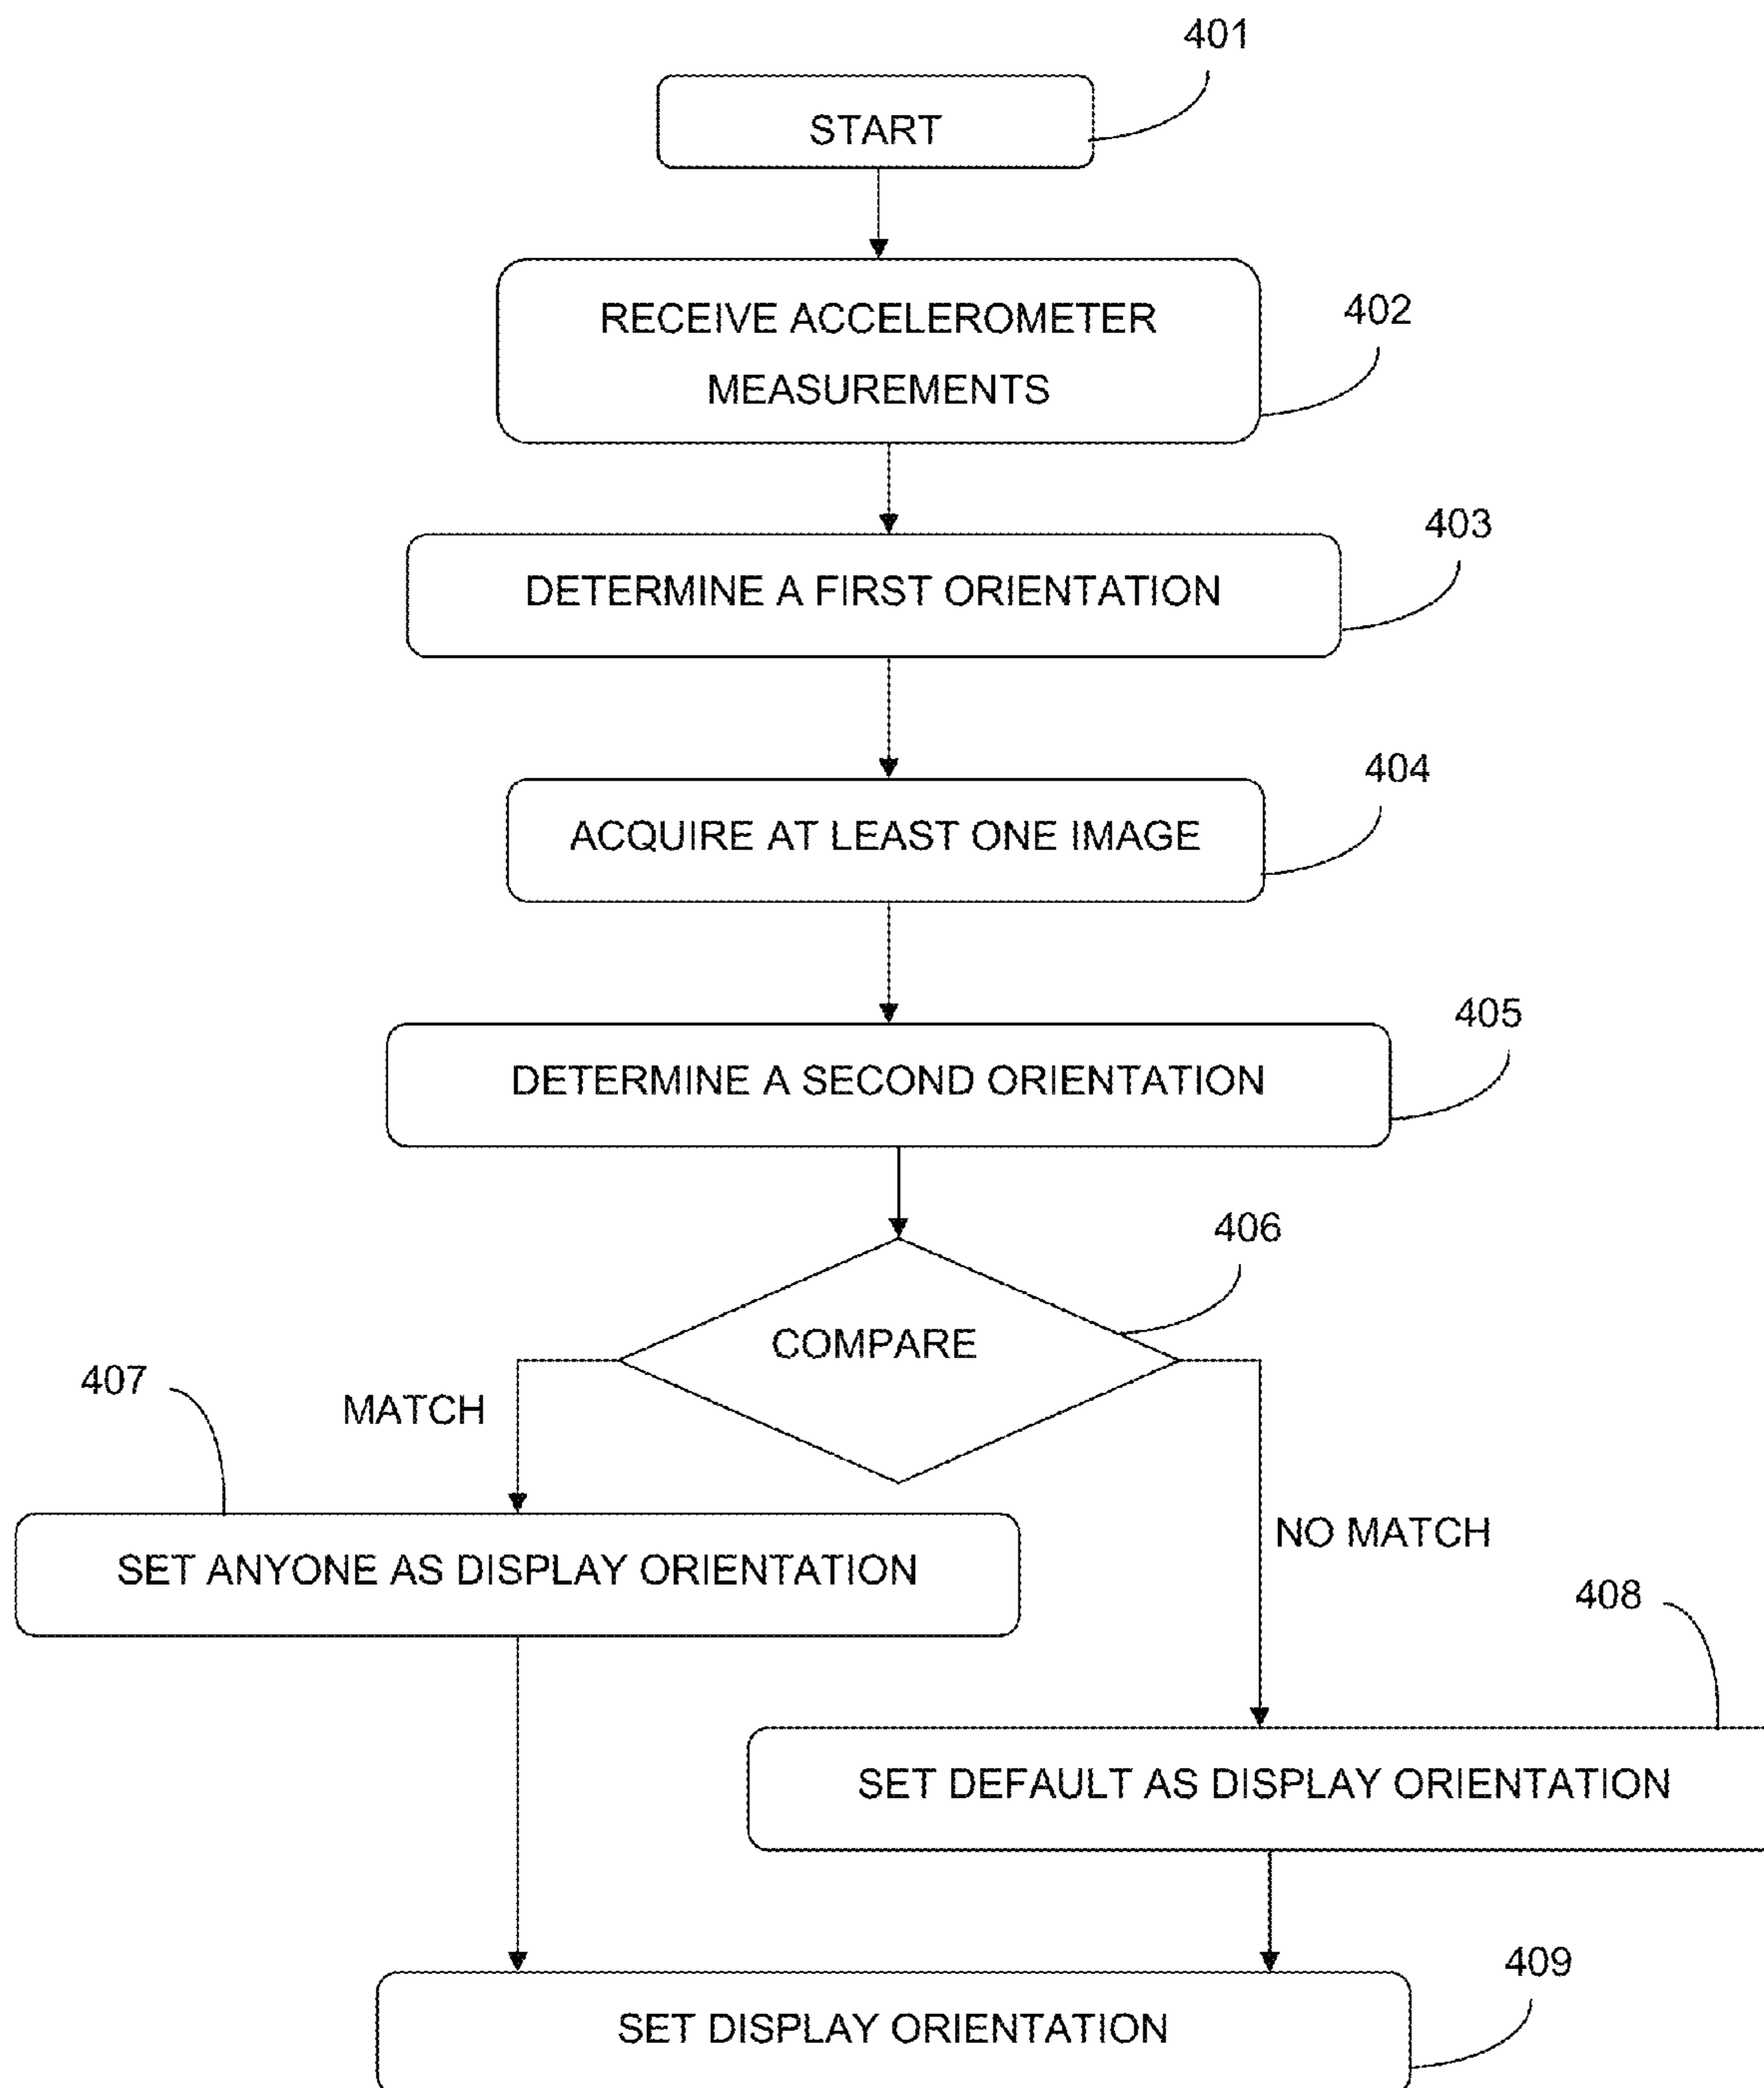 401
START
RECEIVE ACCELEROMETER
MEASUREMENTS
402
403
DETERMINE A FIRST ORIENTATION
404
ACQUIRE AT LEAST ONE IMAGE
405
DETERMINE A SECOND ORIENTATION
406
COMPARE
407
MATCH
NO MATCH
SET ANYONE AS DISPLAY ORIENTATION
408
SET DEFAULT AS DISPLAY ORIENTATION
409
SET DISPLAY ORIENTATION